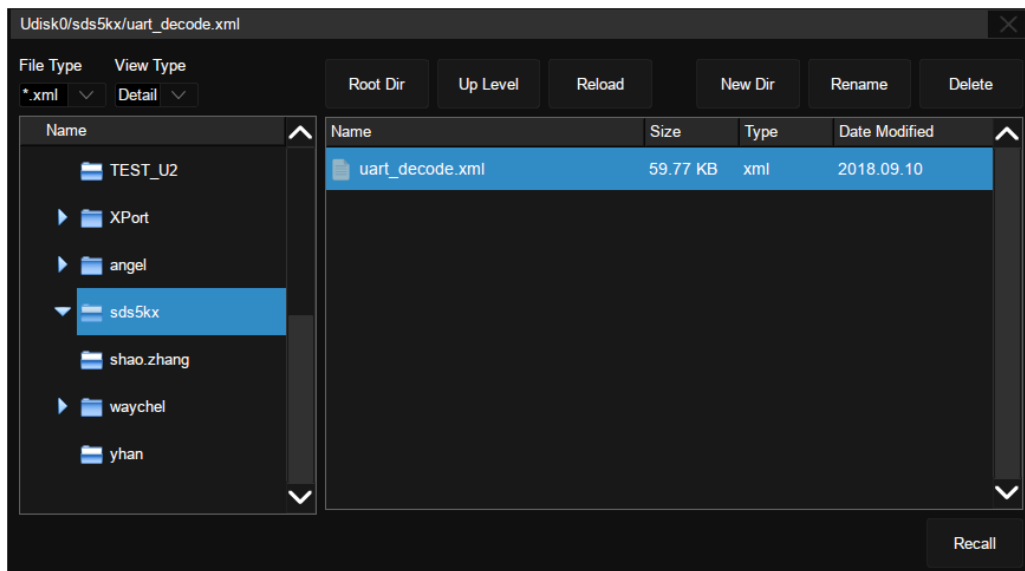 Udisk0/sds5kx/uart_decode.xml
File Type View Type
*.xml Detail
Root Dir Up Level Reload New Dir Rename Delete
Name
TEST_U2
XPort
angel
sds5kx
shao.zhang
waychel
yhan
Name Size Type Date Modified
uart_decode.xml 59.77 KB xml 2018.09.10
Recall